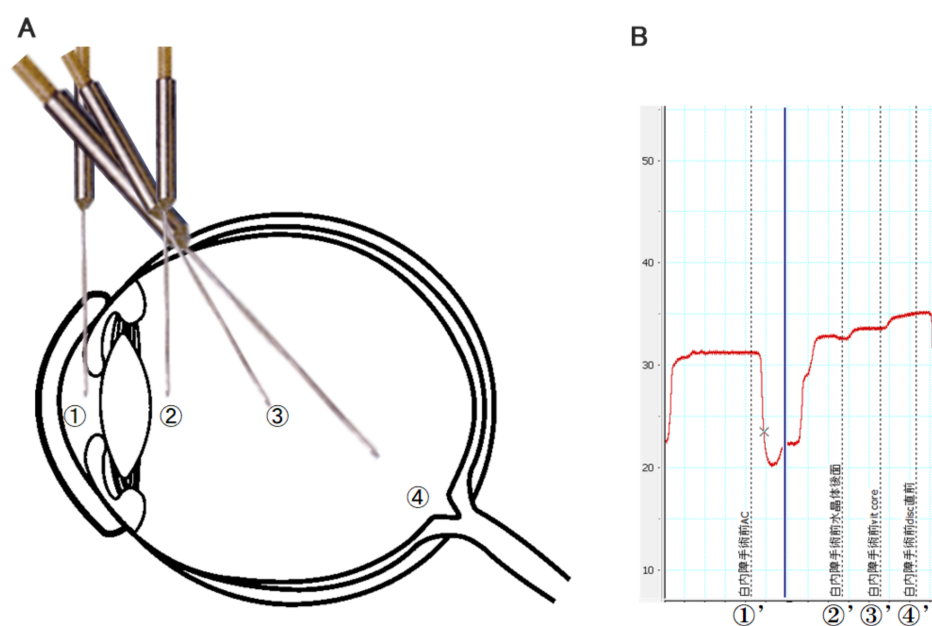 A
B
①
②
③
④
50
40
30
20
10
白内障手術前AC
白内障手術前水晶体後面
白内障手術前vit core
白内障手術前disc直前
①’
②’
③’
④’